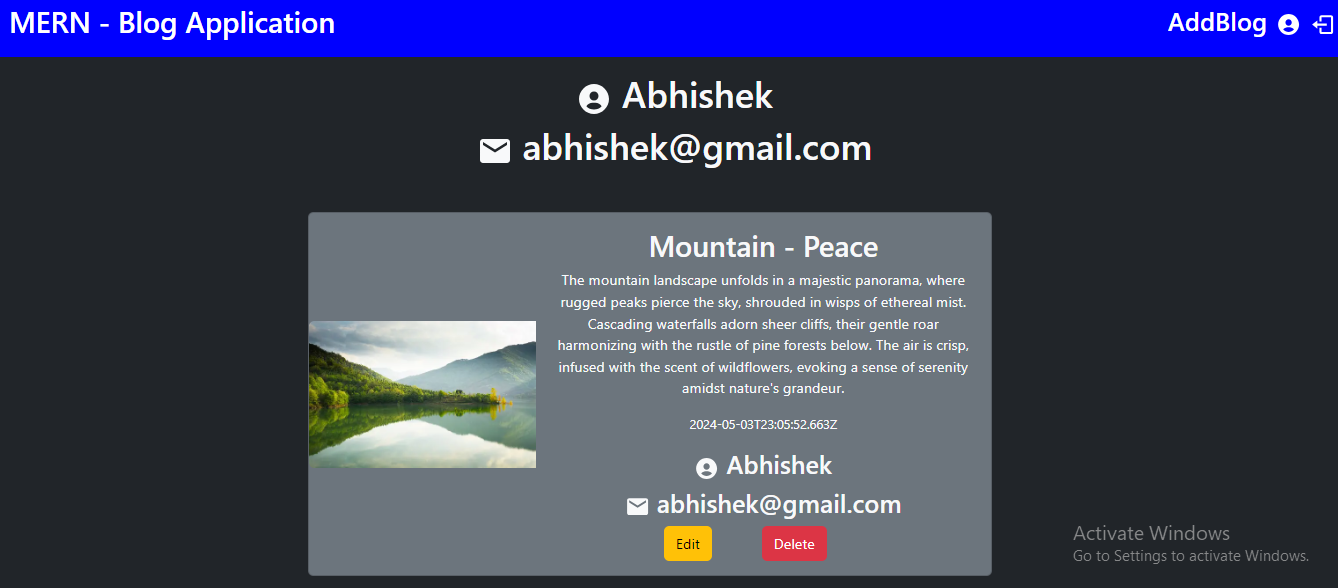 MERN - Blog Application
AddBlog
Abhishek
abhishek@gmail.com
Mountain - Peace
The mountain landscape unfolds in a majestic panorama, where
rugged peaks pierce the sky, shrouded in wisps of ethereal mist.
Cascading waterfalls adorn sheer cliffs, their gentle roar
harmonizing with the rustle of pine forests below. The air is crisp,
infused with the scent of wildflowers, evoking a sense of serenity
amidst nature's grandeur.
2024-05-03T23:05:52.663Z
Abhishek
abhishek@gmail.com
Edit
Delete
Activate Windows
Go to Settings to activate Windows.